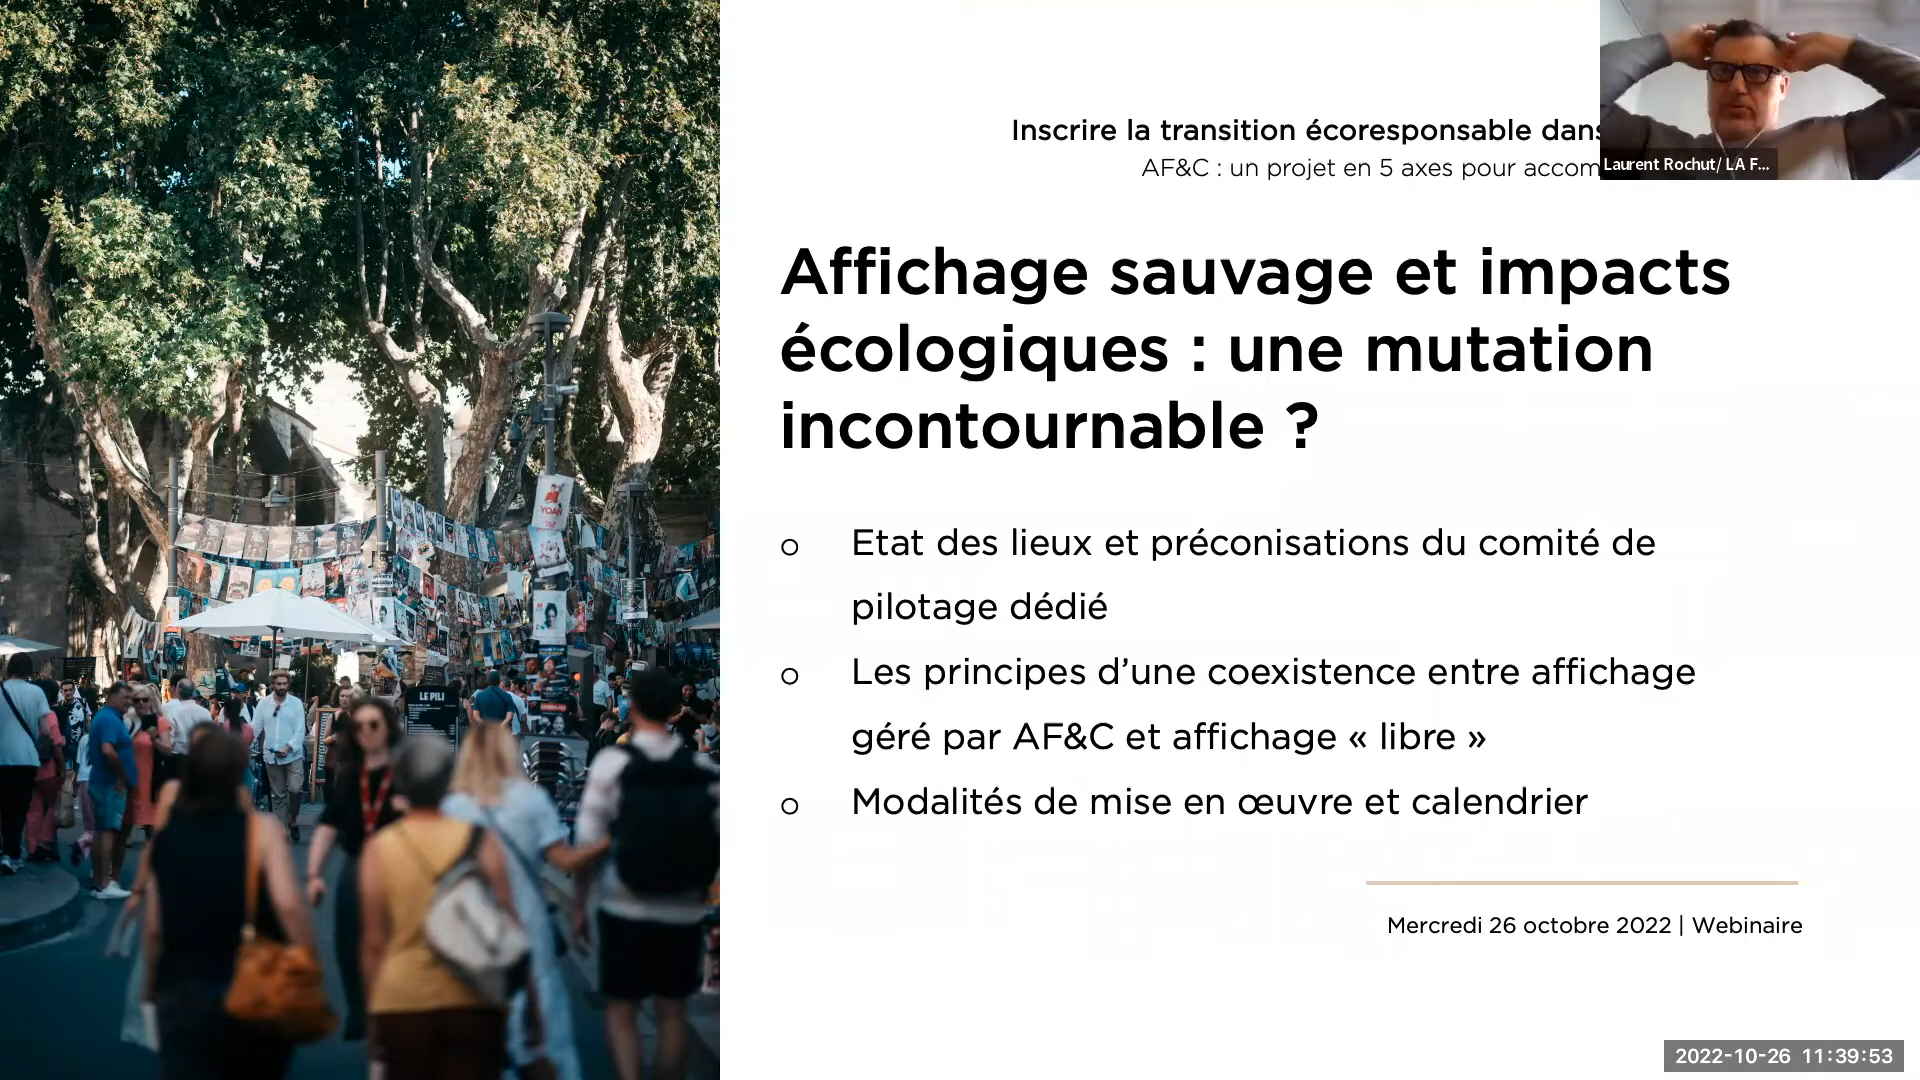 Inscrire la transition écoresponsable dans
AF&C : un projet en 5 axes pour accom
Laurent Rochut/ LA F...
Affichage sauvage et impacts
écologiques : une mutation
incontournable ?
o Etat des lieux et préconisations du comité de
pilotage dédié
o Les principes d’une coexistence entre affichage
géré par AF&C et affichage « libre »
o Modalités de mise en œuvre et calendrier
Mercredi 26 octobre 2022 | Webinaire
2022-10-26 11:39:53
YOAN
LE PILI